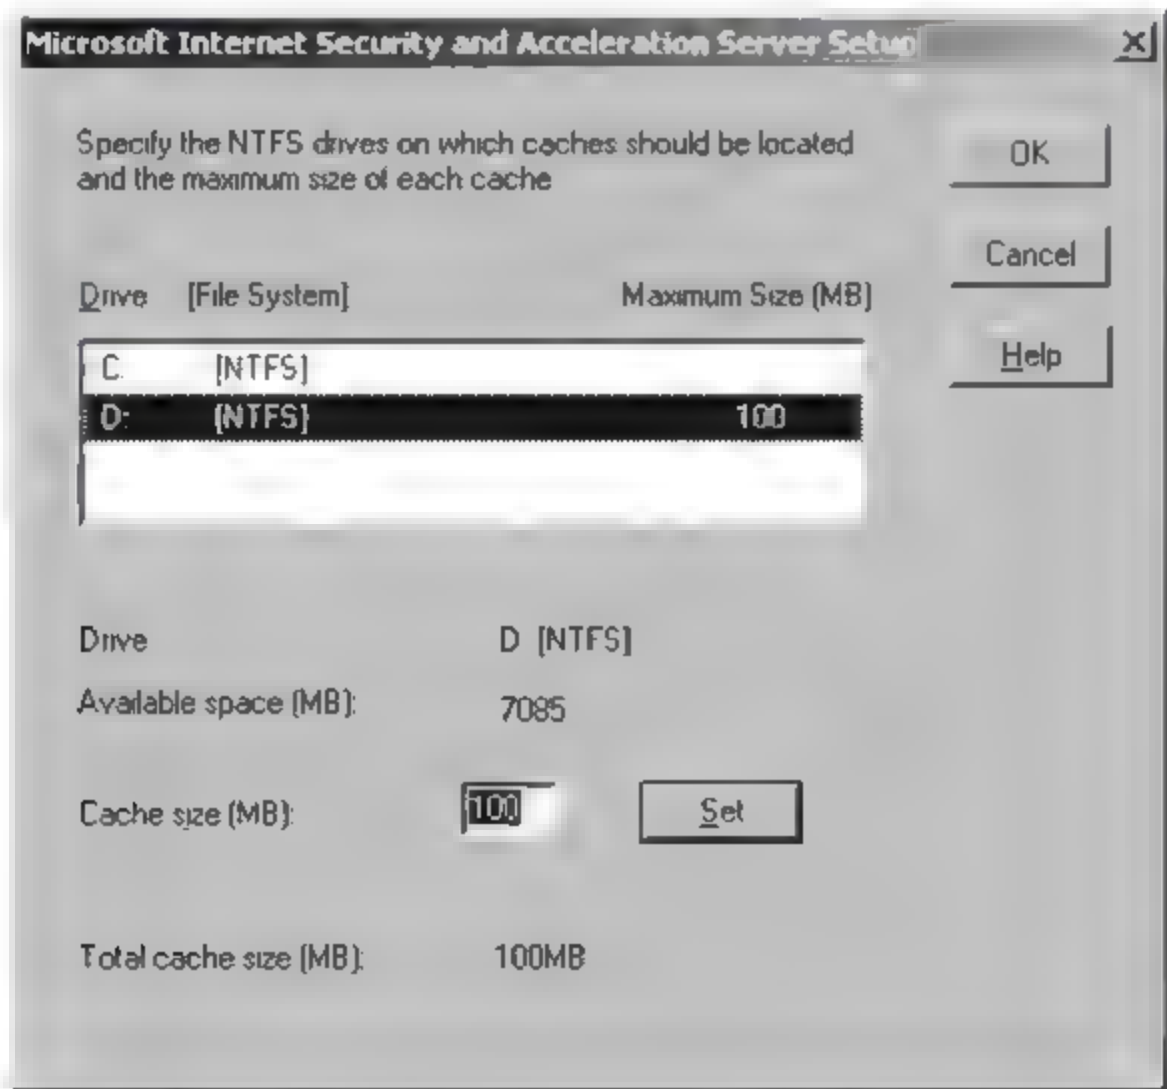 Microsoft Internet Security and Acceleration Server Setup
Specify the NTFS drives on which caches should be located
and the maximum size of each cache
OK
Cancel
Help
Drive [File System] Maximum Size (MB)
C: [NTFS]
D: [NTFS] 100
Drive D [NTFS]
Available space (MB): 7085
Cache size (MB): 100 Set
Total cache size (MB): 100MB